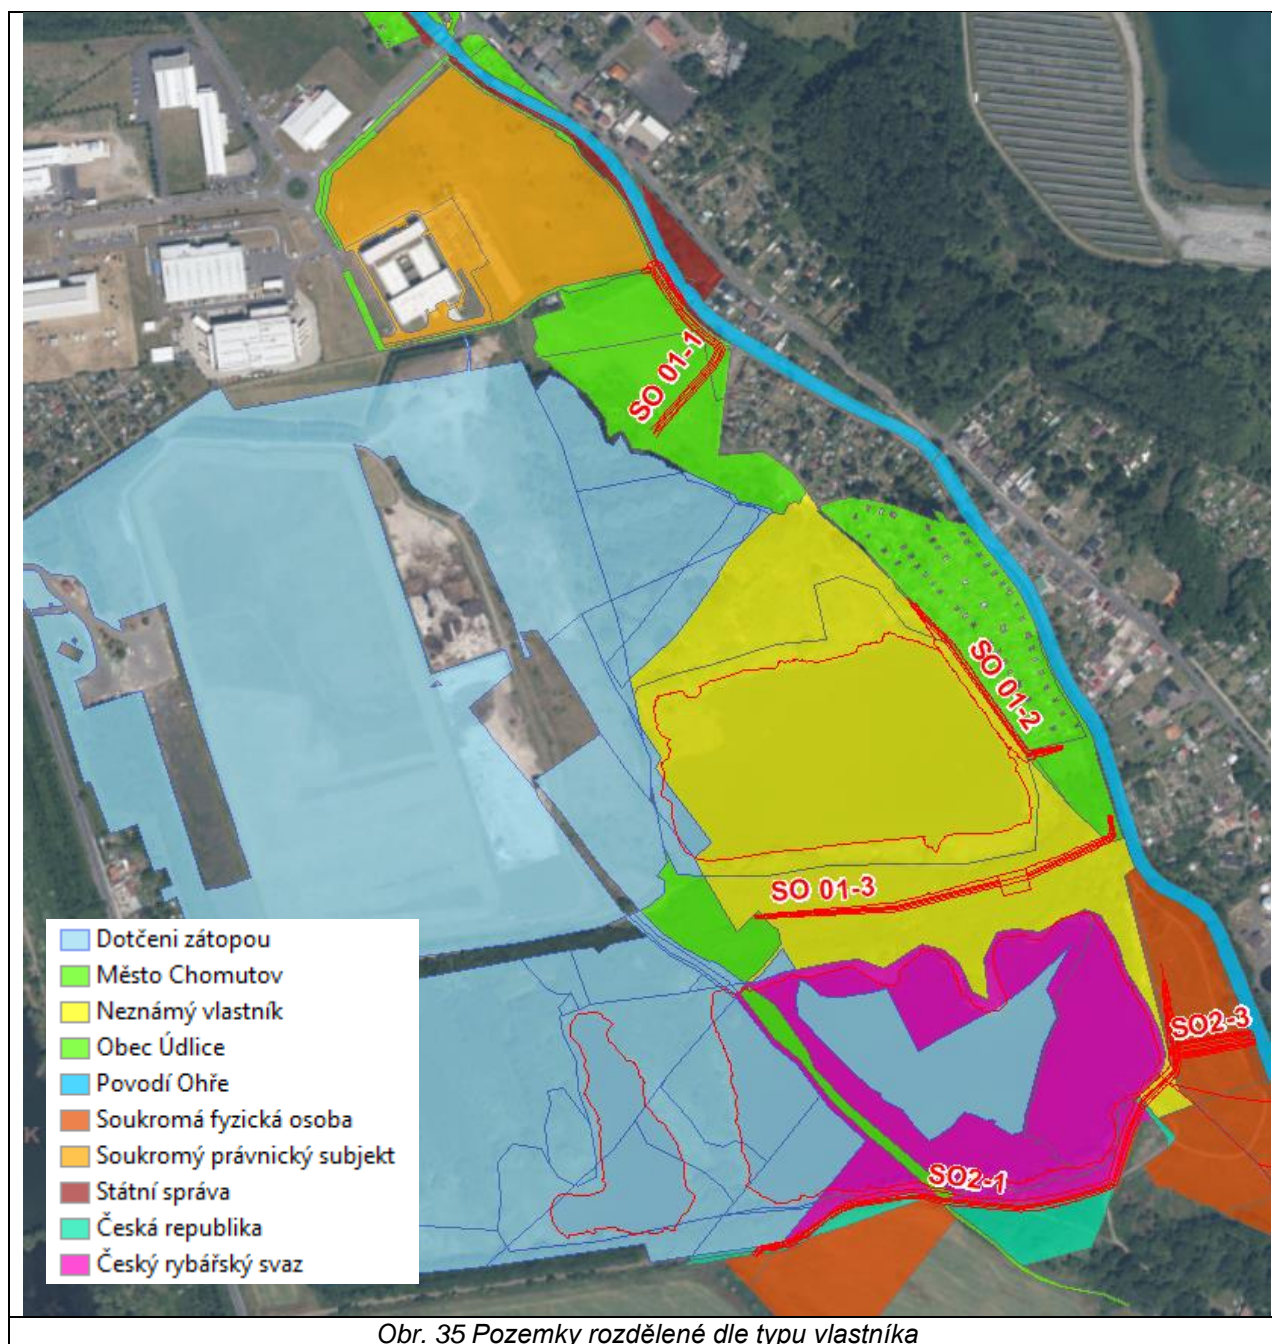 SO 01-1
SO 01-2
SO 01-3
SO2-3
SO2-1
K
Dotčeni zátopou
Město Chomutov
Neznámý vlastník
Obec Údlice
Povodí Ohře
Soukromá fyzická osoba
Soukromý právnický subjekt
Státní správa
Česká republika
Český rybářský svaz
Obr. 35 Pozemky rozdělené dle typu vlastníka